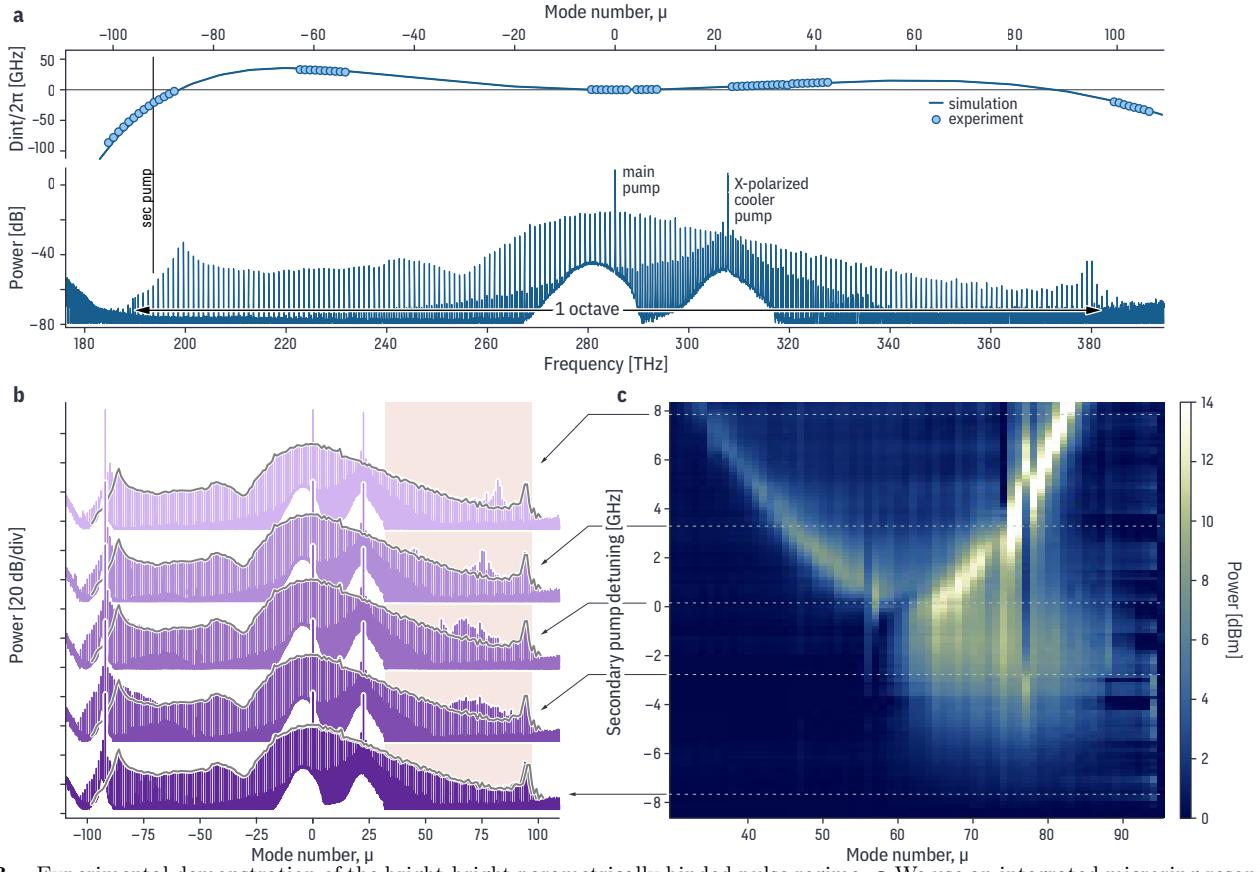 a
Mode number, μ
−100 −80 −60 −40 −20 0 20 40 60 80 100
Dint/2π [GHz]
50
0
−50
−100
simulation
experiment
sec pump
main
pump
X-polarized
cooler
pump
Power [dB]
0
−40
−80
1 octave
180 200 220 240 260 280 300 320 340 360 380
Frequency [THz]
b
Power [20 dB/div]
−100 −75 −50 −25 0 25 50 75 100
Mode number, μ
c
Secondary pump detuning [GHz]
8
6
4
2
0
−2
−4
−6
−8
40 50 60 70 80 90
Mode number, μ
14
12
10
8
6
4
2
0
Power [dBm]